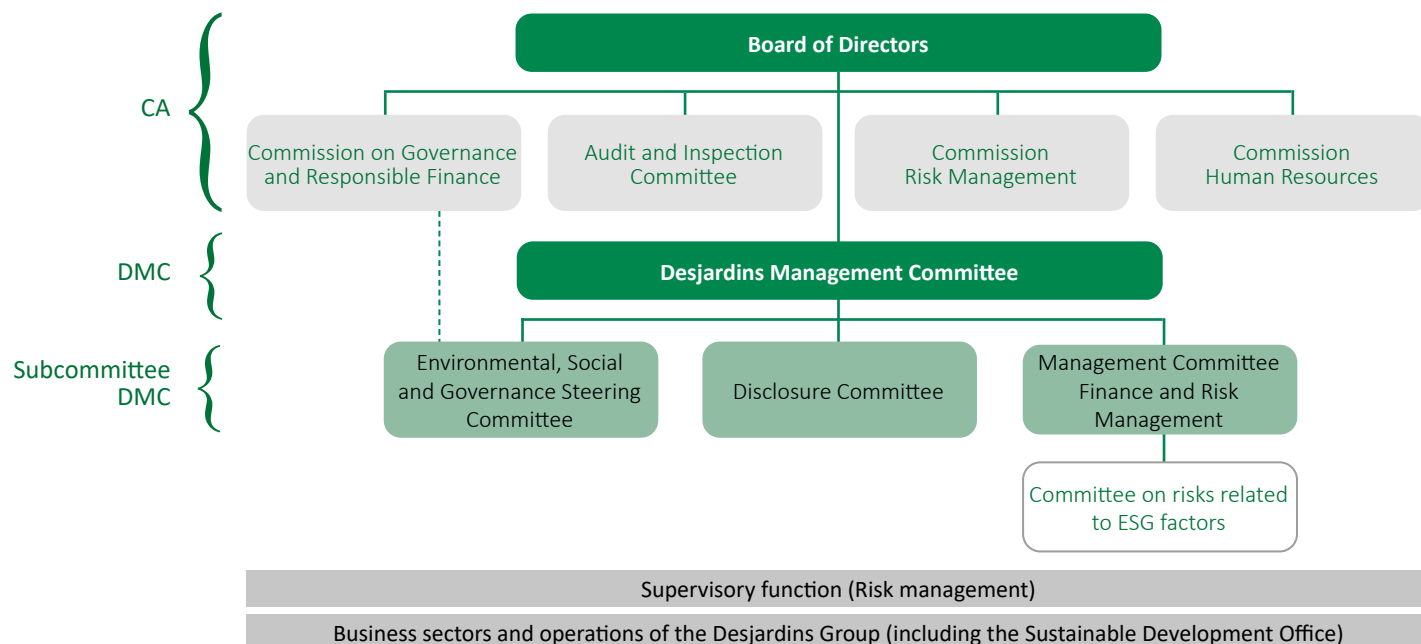 Board of Directors
CA
Commission on Governance
and Responsible Finance
Audit and Inspection
Committee
Commission
Risk Management
Commission
Human Resources
DMC
Desjardins Management Committee
Subcommittee
DMC
Environmental, Social
and Governance Steering
Committee
Disclosure Committee
Management Committee
Finance and Risk
Management
Committee on risks related
to ESG factors
Supervisory function (Risk management)
Business sectors and operations of the Desjardins Group (including the Sustainable Development Office)